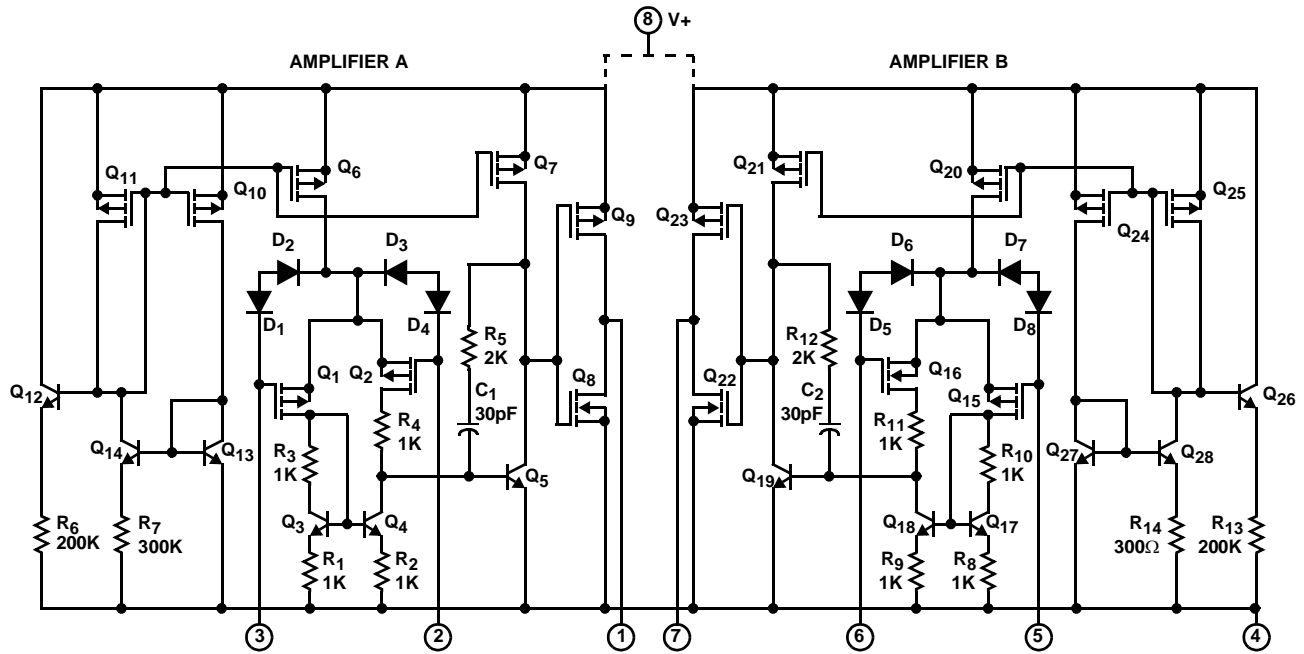 8 V+
AMPLIFIER A
AMPLIFIER B
Q11
Q10
Q6
Q7
Q9
Q21
Q23
Q20
Q24
Q25
D2
D3
D1
D4
D6
D7
D5
D8
R5
2K
C1
30pF
R12
2K
C2
30pF
Q12
Q14
Q13
Q1
Q2
Q8
Q22
Q16
Q15
Q26
R4
1K
R3
1K
R11
1K
R10
1K
Q27
Q28
Q5
Q19
Q3
Q4
Q18
Q17
R6
200K
R7
300K
R1
1K
R2
1K
R9
1K
R8
1K
R14
300Ω
R13
200K
3
2
1
7
6
5
4